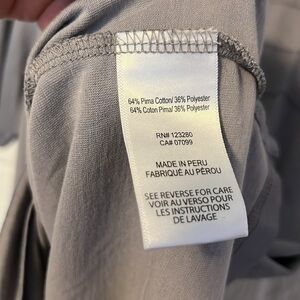 64% Pima Cotton/ 36% Polyester
64% Coton Pima/ 36% Polyester
RN# 123280
CA# 07099
MADE IN PERU
FABRIQUÉ AU PÉROU
SEE REVERSE FOR CARE
VOIR AU VERSO POUR
LES INSTRUCTIONS
DE LAVAGE